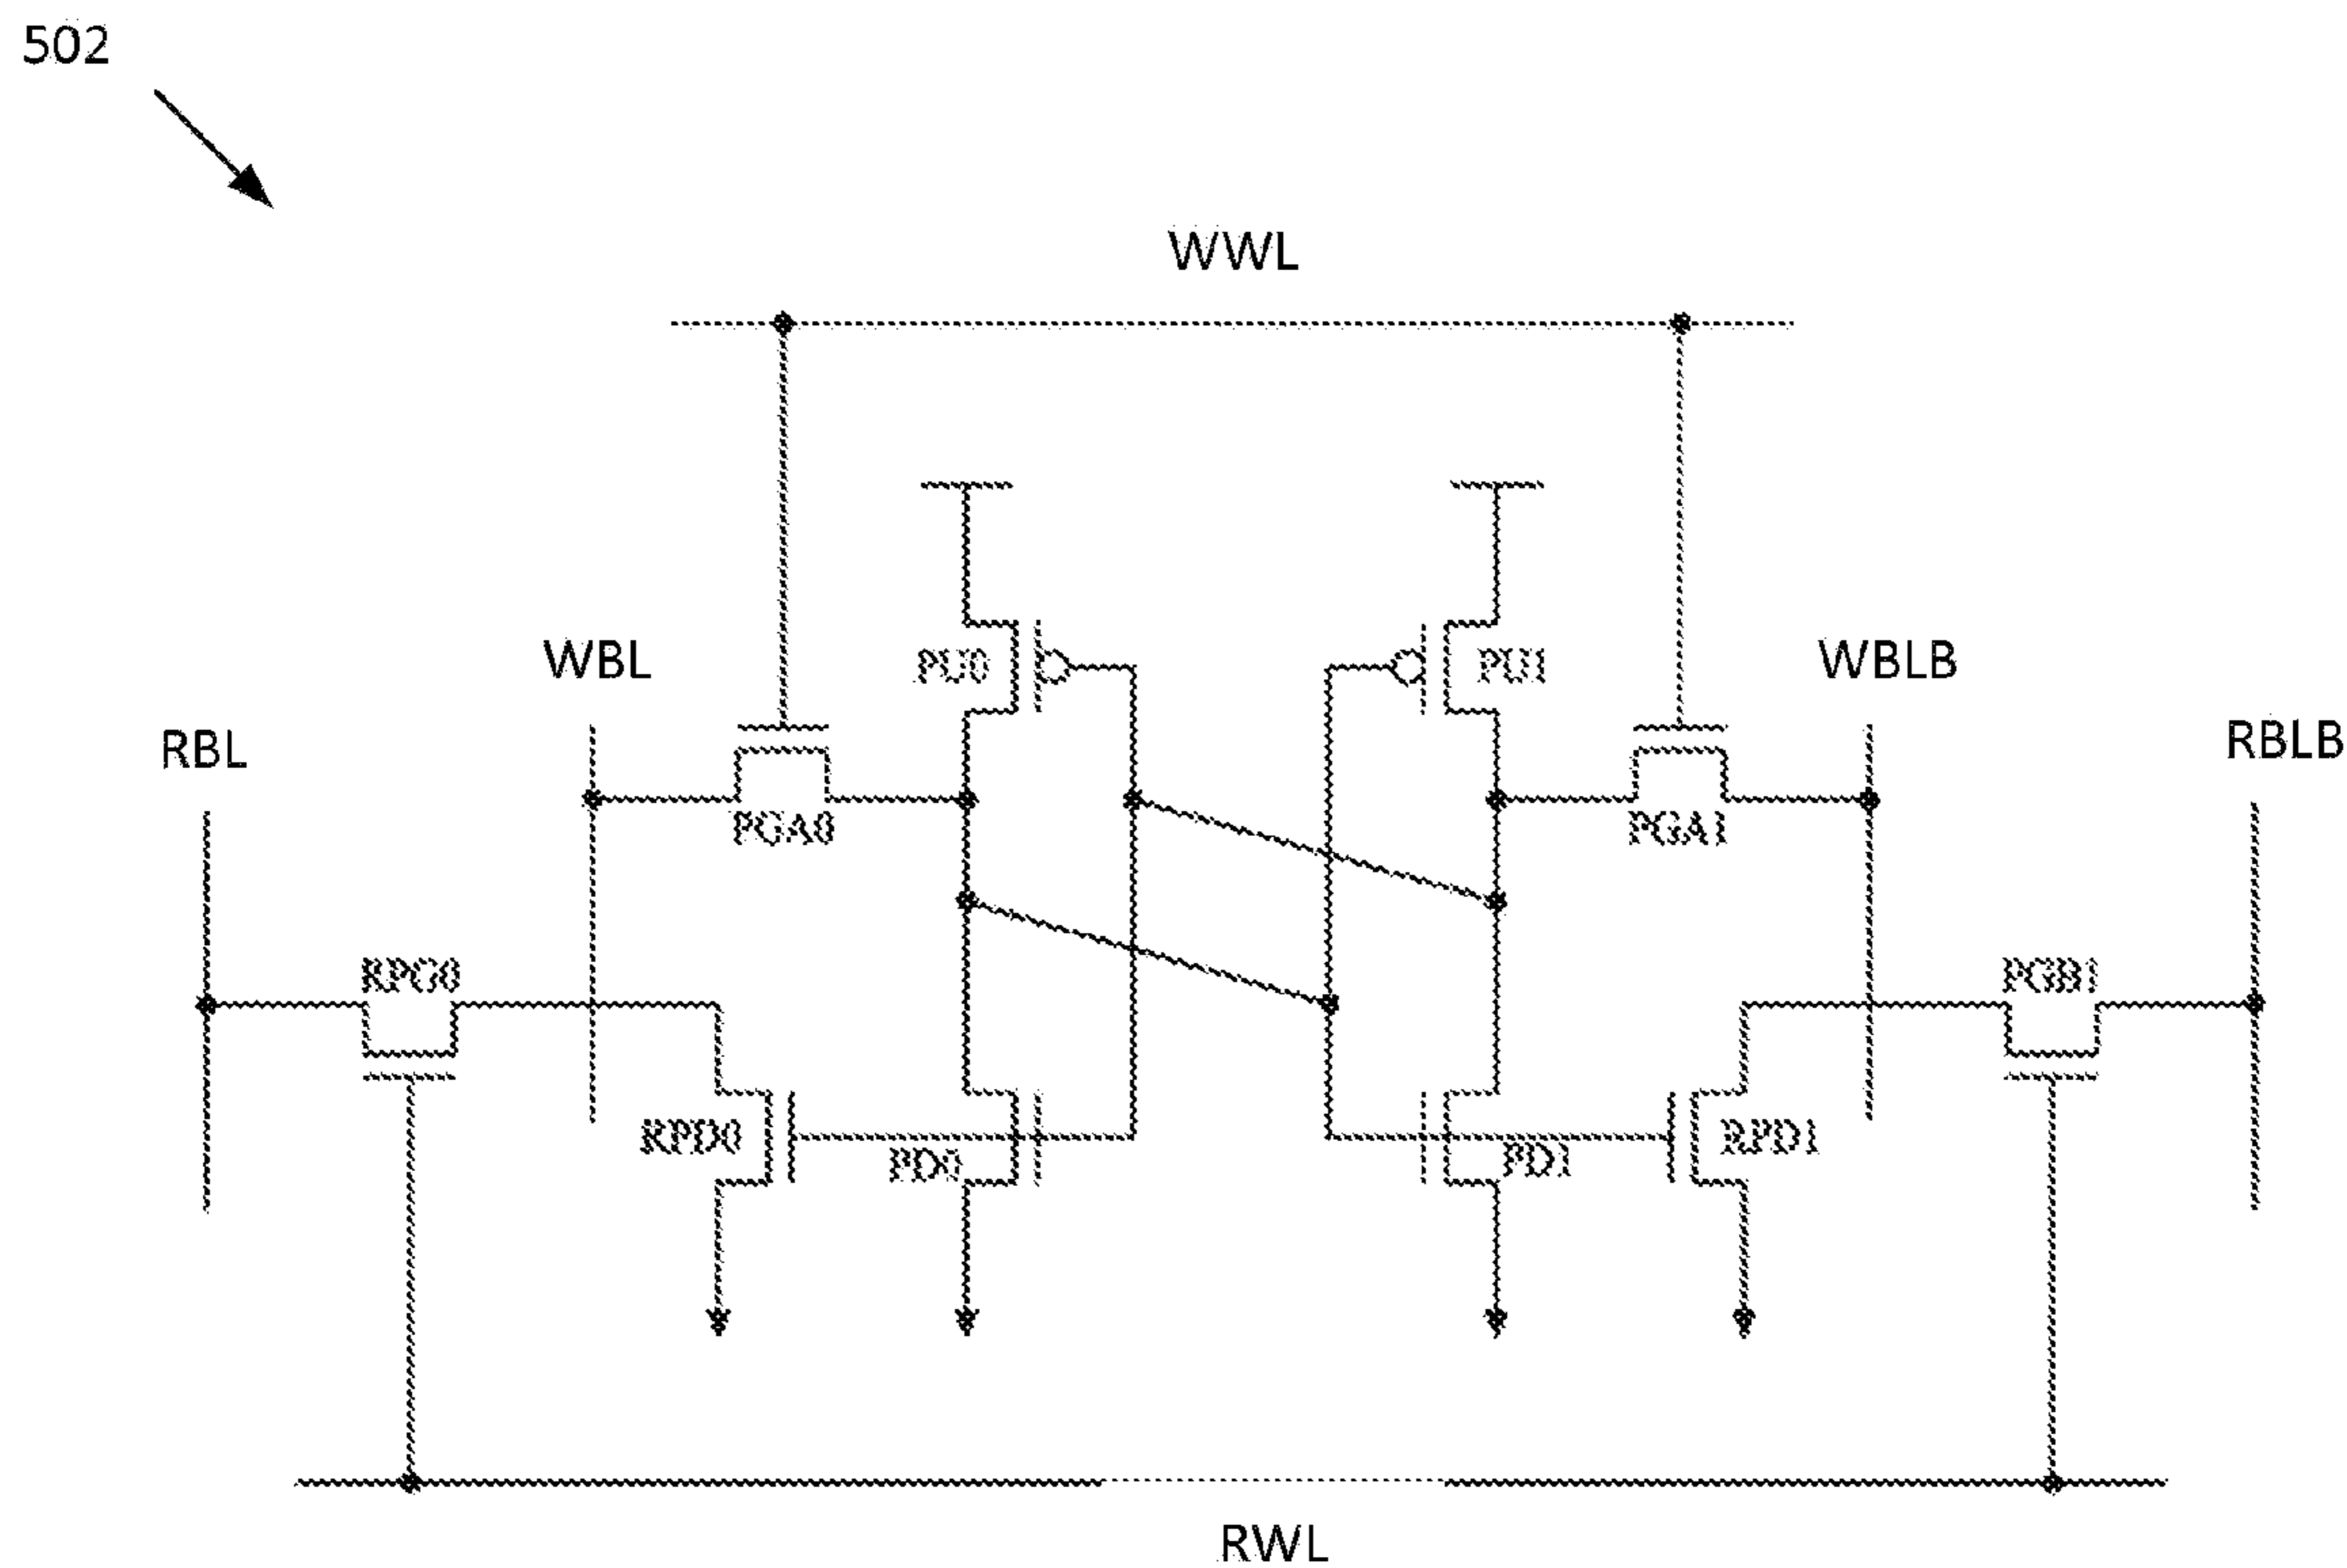 502
WWL
WBL
PU0
PU1
WBLB
RBL
RBLB
PGA0
PGA1
RPG0
PGB1
RPD0
PD0
PD1
RPD1
RWL